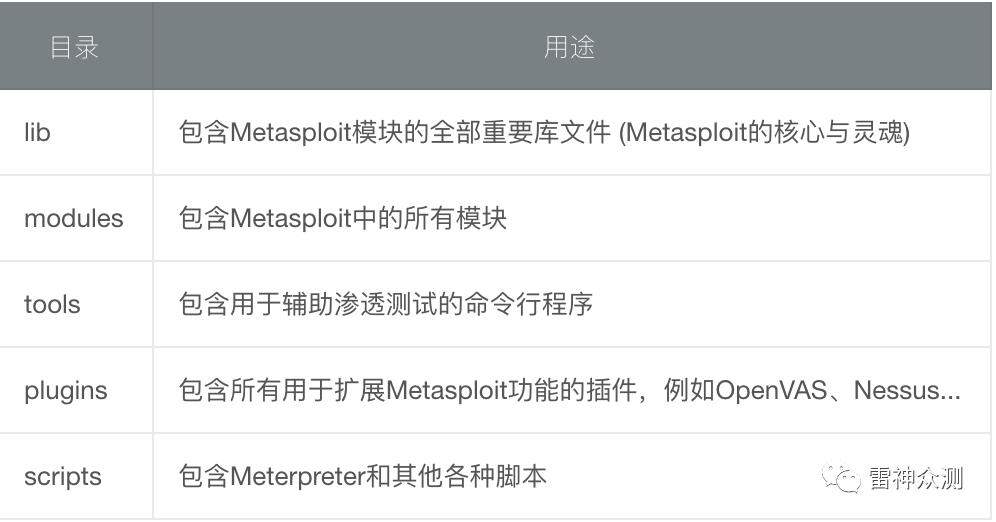 目录 用途
lib 包含Metasploit模块的全部重要库文件 (Metasploit的核心与灵魂)
modules 包含Metasploit中的所有模块
tools 包含用于辅助渗透测试的命令行程序
plugins 包含所有用于扩展Metasploit功能的插件，例如OpenVAS、Nessus...
scripts 包含Meterpreter和其他各种脚本
雷神众测